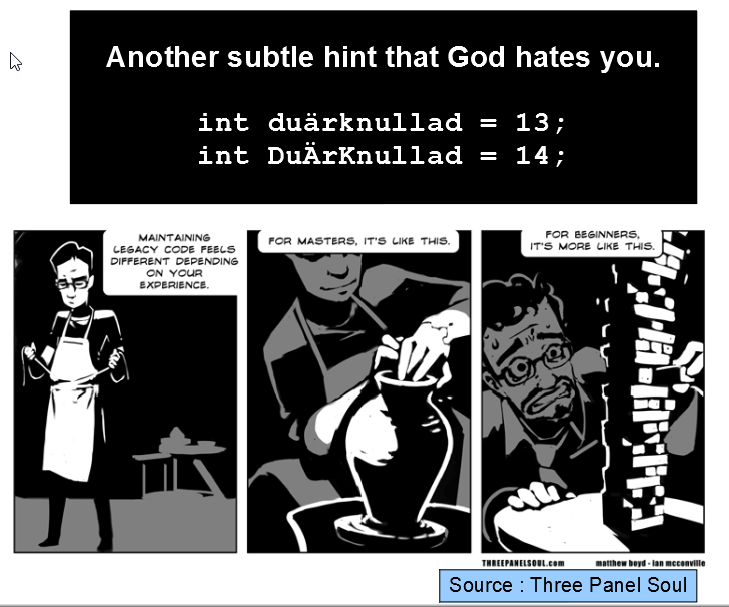 Another subtle hint that God hates you.
int duärknullad = 13;
int DuÄrKnullad = 14;
MAINTAINING
LEGACY CODE FEELS
DIFFERENT DEPENDING
ON YOUR
EXPERIENCE.
FOR MASTERS, IT'S LIKE THIS.
FOR BEGINNERS,
IT'S MORE LIKE THIS.
THREEPANELSOUL.com
matthew boyd - ian mcconville
Source : Three Panel Soul